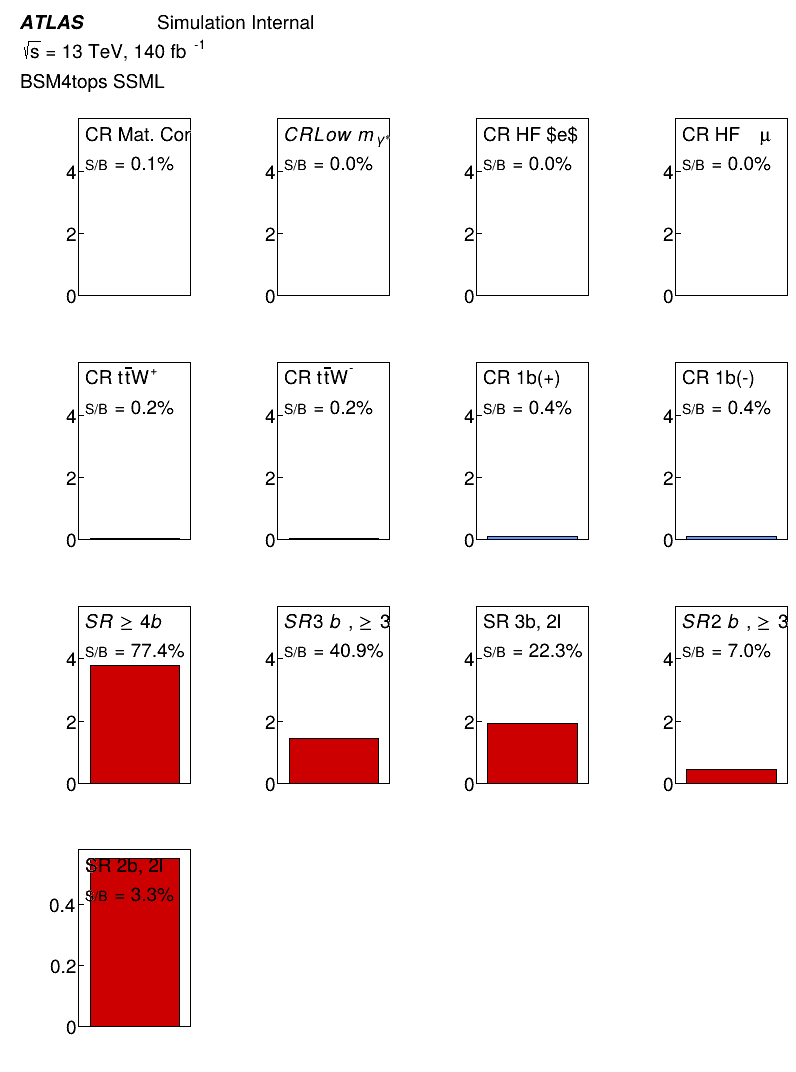 ATLAS Simulation Internal
√s = 13 TeV, 140 fb⁻¹
BSM4tops SSML
CR Mat. Con
S/B = 0.1%
4
2
0
CRLow m_γ*
S/B = 0.0%
4
2
0
CR HF $e$
S/B = 0.0%
4
2
0
CR HF μ
S/B = 0.0%
4
2
0
CR tt̄W⁺
S/B = 0.2%
4
2
0
CR tt̄W⁻
S/B = 0.2%
4
2
0
CR 1b(+)
S/B = 0.4%
4
2
0
CR 1b(-)
S/B = 0.4%
4
2
0
SR ≥ 4b
S/B = 77.4%
4
2
0
SR3 b , ≥ 3
S/B = 40.9%
4
2
0
SR 3b, 2l
S/B = 22.3%
4
2
0
SR2 b , ≥ 3
S/B = 7.0%
4
2
0
SR 2b, 2l
S/B = 3.3%
0.4
0.2
0